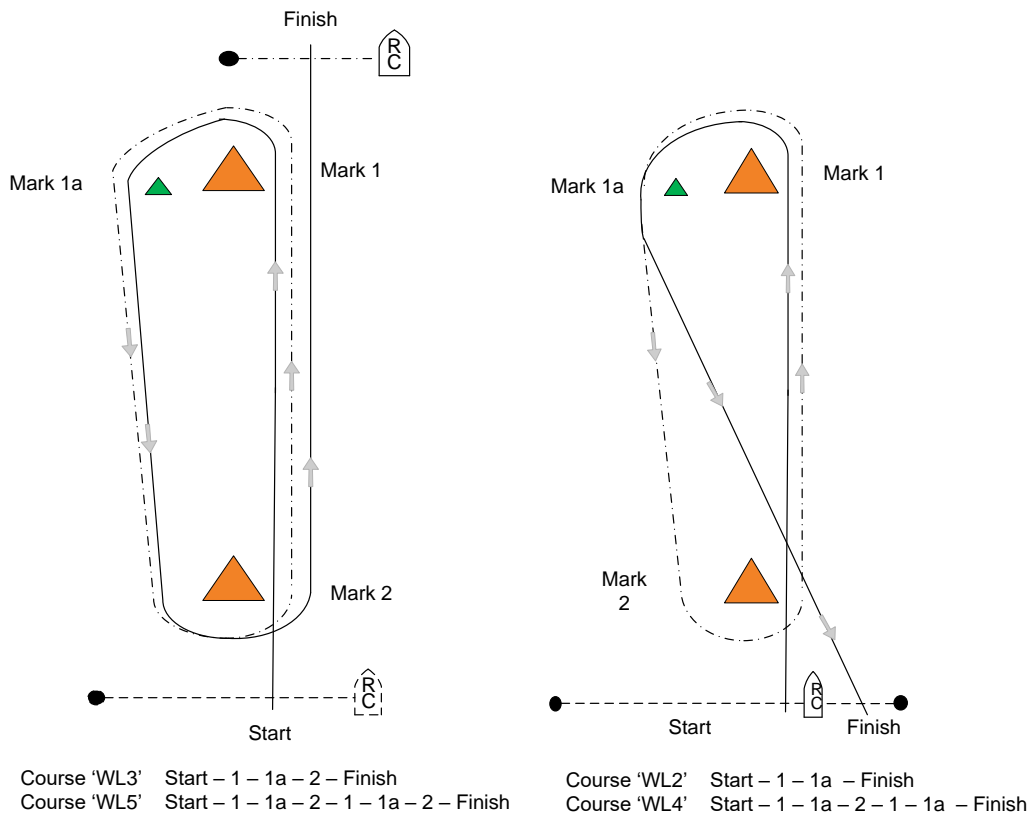 Finish
R
C
Mark 1a
Mark 1
Mark 2
R
C
Start
Course 'WL3' Start – 1 – 1a – 2 – Finish
Course 'WL5' Start – 1 – 1a – 2 – 1 – 1a – 2 – Finish
Mark 1a
Mark 1
Mark
2
R
C
Start
Finish
Course 'WL2' Start – 1 – 1a – Finish
Course 'WL4' Start – 1 – 1a – 2 – 1 – 1a – Finish